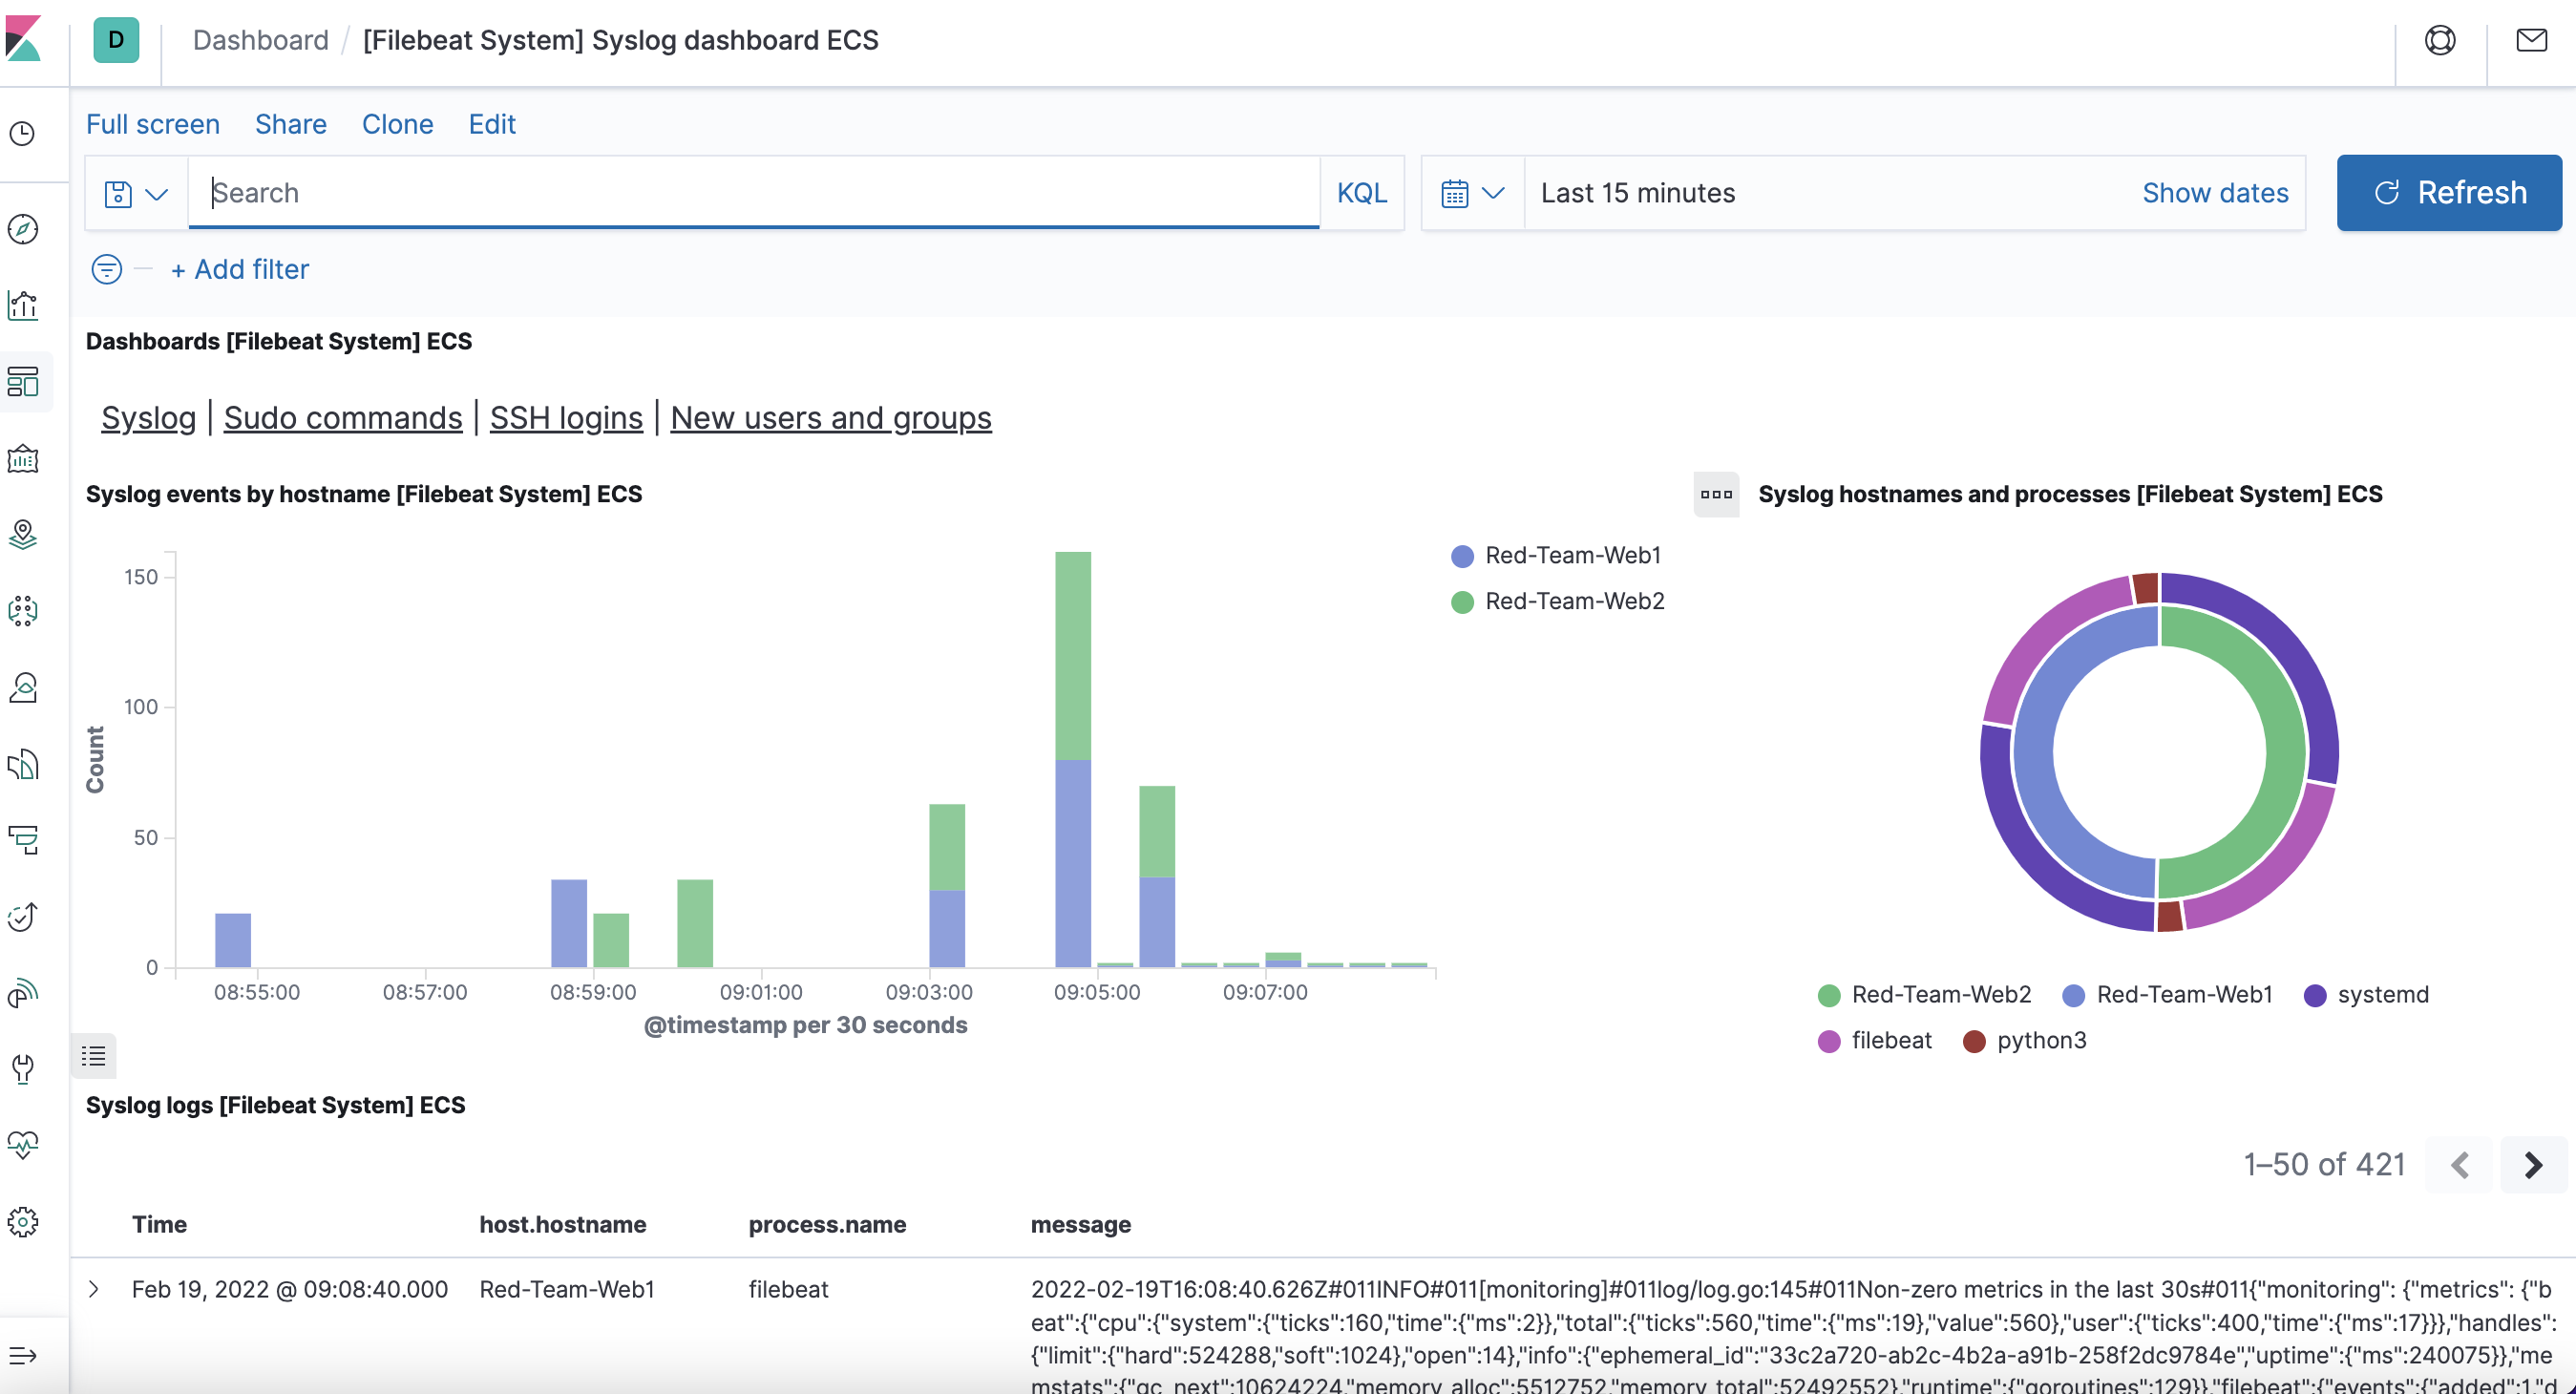 D Dashboard / [Filebeat System] Syslog dashboard ECS
Full screen Share Clone Edit
Search KQL Last 15 minutes Show dates Refresh
+ Add filter
Dashboards [Filebeat System] ECS
Syslog | Sudo commands | SSH logins | New users and groups
Syslog events by hostname [Filebeat System] ECS
150
100
50
0
Count
08:55:00 08:57:00 08:59:00 09:01:00 09:03:00 09:05:00 09:07:00
@timestamp per 30 seconds
Red-Team-Web1
Red-Team-Web2
Syslog hostnames and processes [Filebeat System] ECS
Red-Team-Web2 Red-Team-Web1 systemd
filebeat python3
Syslog logs [Filebeat System] ECS
1–50 of 421
Time host.hostname process.name message
Feb 19, 2022 @ 09:08:40.000 Red-Team-Web1 filebeat 2022-02-19T16:08:40.626Z#011INFO#011[monitoring]#011log/log.go:145#011Non-zero metrics in the last 30s#011{"monitoring": {"metrics": {"b
eat":{"cpu":{"system":{"ticks":160,"time":{"ms":2}},"total":{"ticks":560,"time":{"ms":19},"value":560},"user":{"ticks":400,"time":{"ms":17}}},"handles":
{"limit":{"hard":524288,"soft":1024},"open":14},"info":{"ephemeral_id":"33c2a720-ab2c-4b2a-a91b-258f2dc9784e","uptime":{"ms":240075}},"me
mstats":{"gc_next":10624224,"memory_alloc":5512752,"memory_total":52492552},"runtime":{"goroutines":129}},"filebeat":{"events":{"added":1,"d